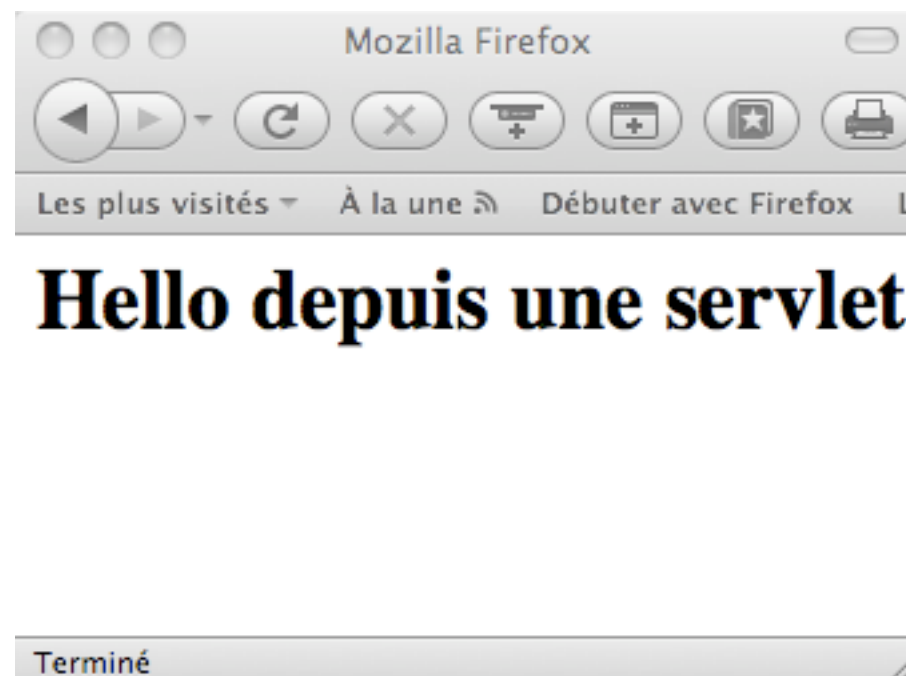 Mozilla Firefox
Les plus visités À la une Débuter avec Firefox
Hello depuis une servlet
Terminé